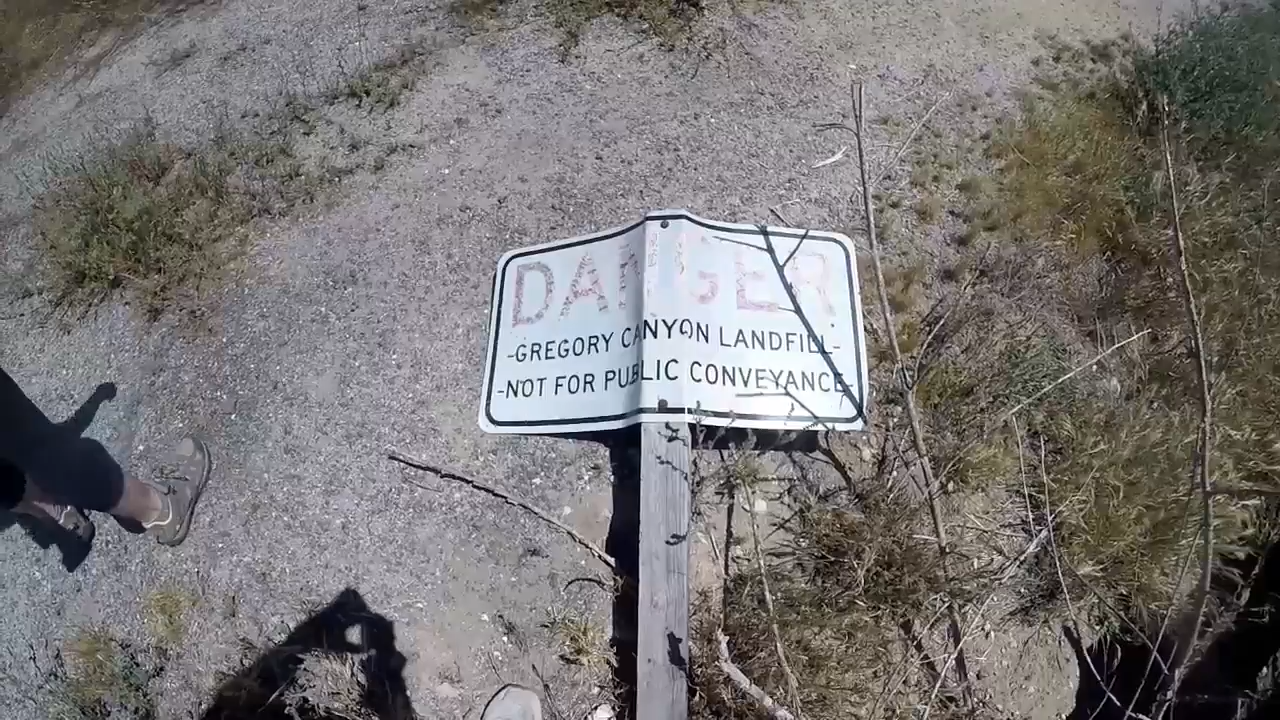 DANGER
-GREGORY CANYON LANDFILL-
-NOT FOR PUBLIC CONVEYANCE-